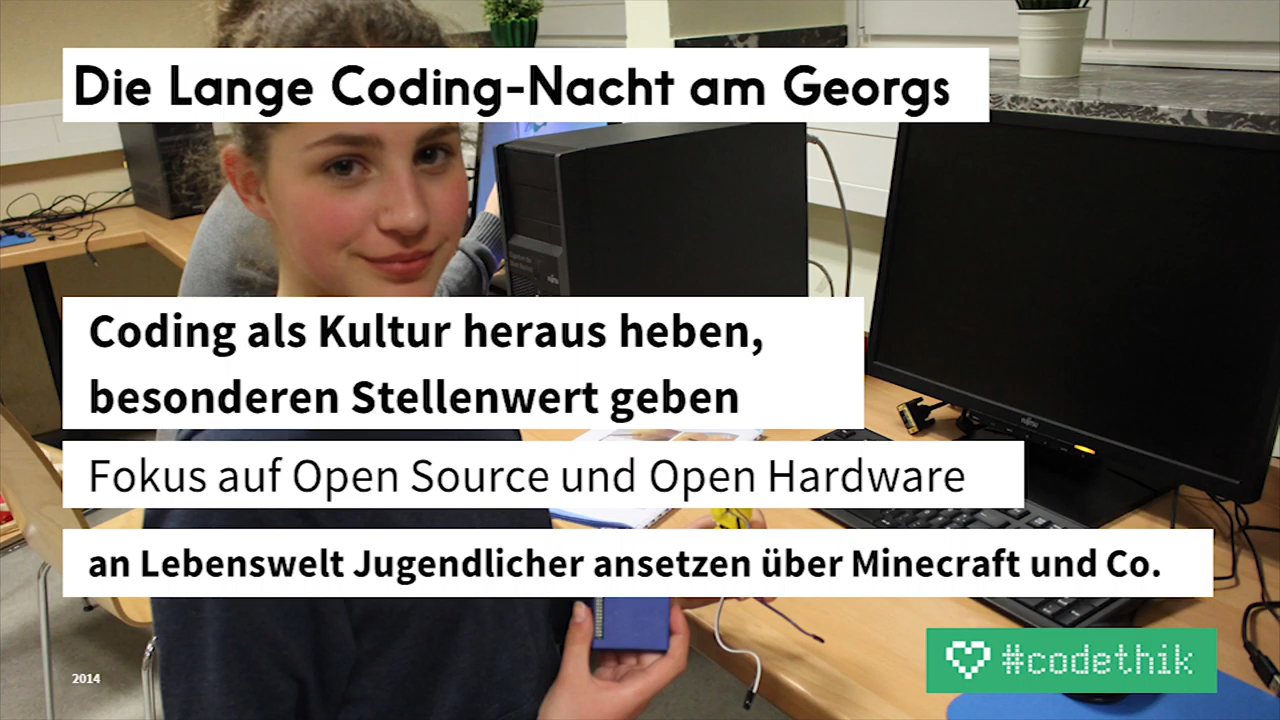 Die Lange Coding-Nacht am Georgs
Coding als Kultur heraus heben,
besonderen Stellenwert geben
Fokus auf Open Source und Open Hardware
an Lebenswelt Jugendlicher ansetzen über Minecraft und Co.
#codethik
2014